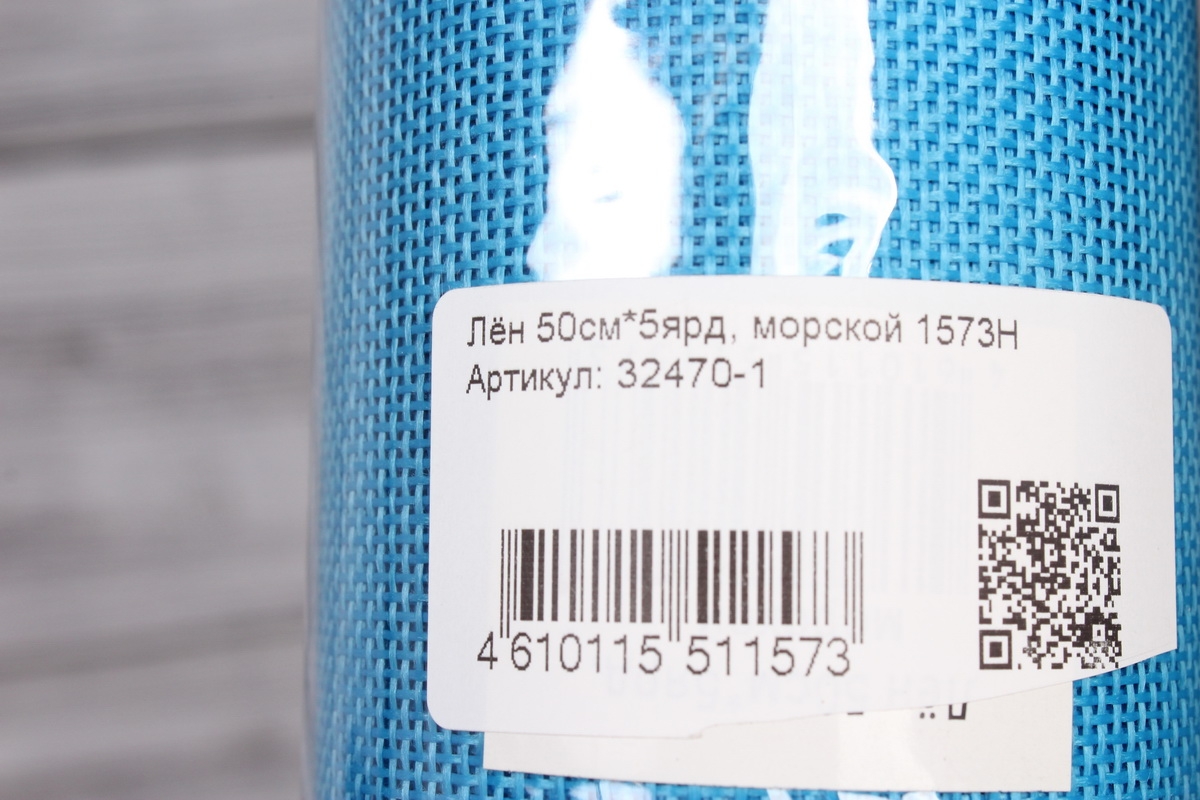 Лён 50см*5ярд, морской 1573Н
Артикул: 32470-1
4 610115 511573